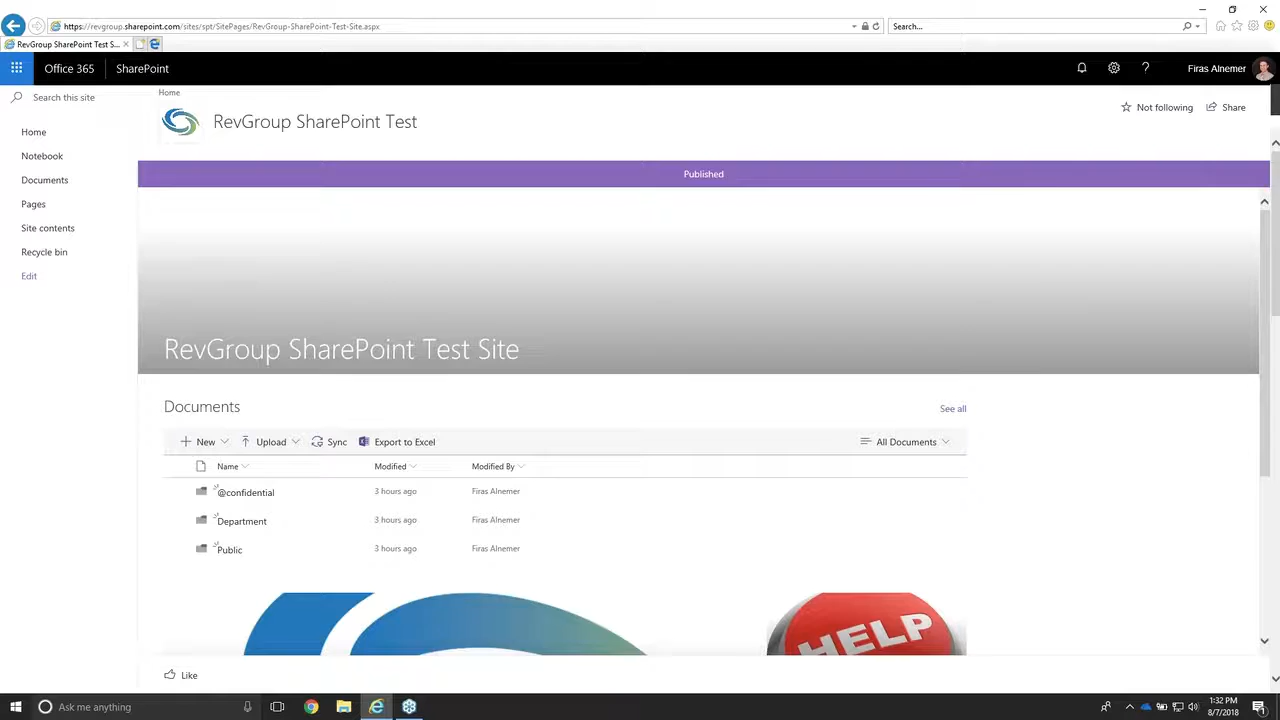 https://revgroup.sharepoint.com/sites/spt/SitePages/RevGroup-SharePoint-Test-Site.aspx
Search...
RevGroup SharePoint Test S...
Office 365
SharePoint
Firas Alnemer
Search this site
Home
Not following
Share
RevGroup SharePoint Test
Home
Notebook
Documents
Pages
Site contents
Recycle bin
Edit
Published
RevGroup SharePoint Test Site
Documents
See all
New
Upload
Sync
Export to Excel
All Documents
Name
Modified
Modified By
@confidential
3 hours ago
Firas Alnemer
Department
3 hours ago
Firas Alnemer
Public
3 hours ago
Firas Alnemer
HELP
Like
Ask me anything
1:32 PM
8/7/2018